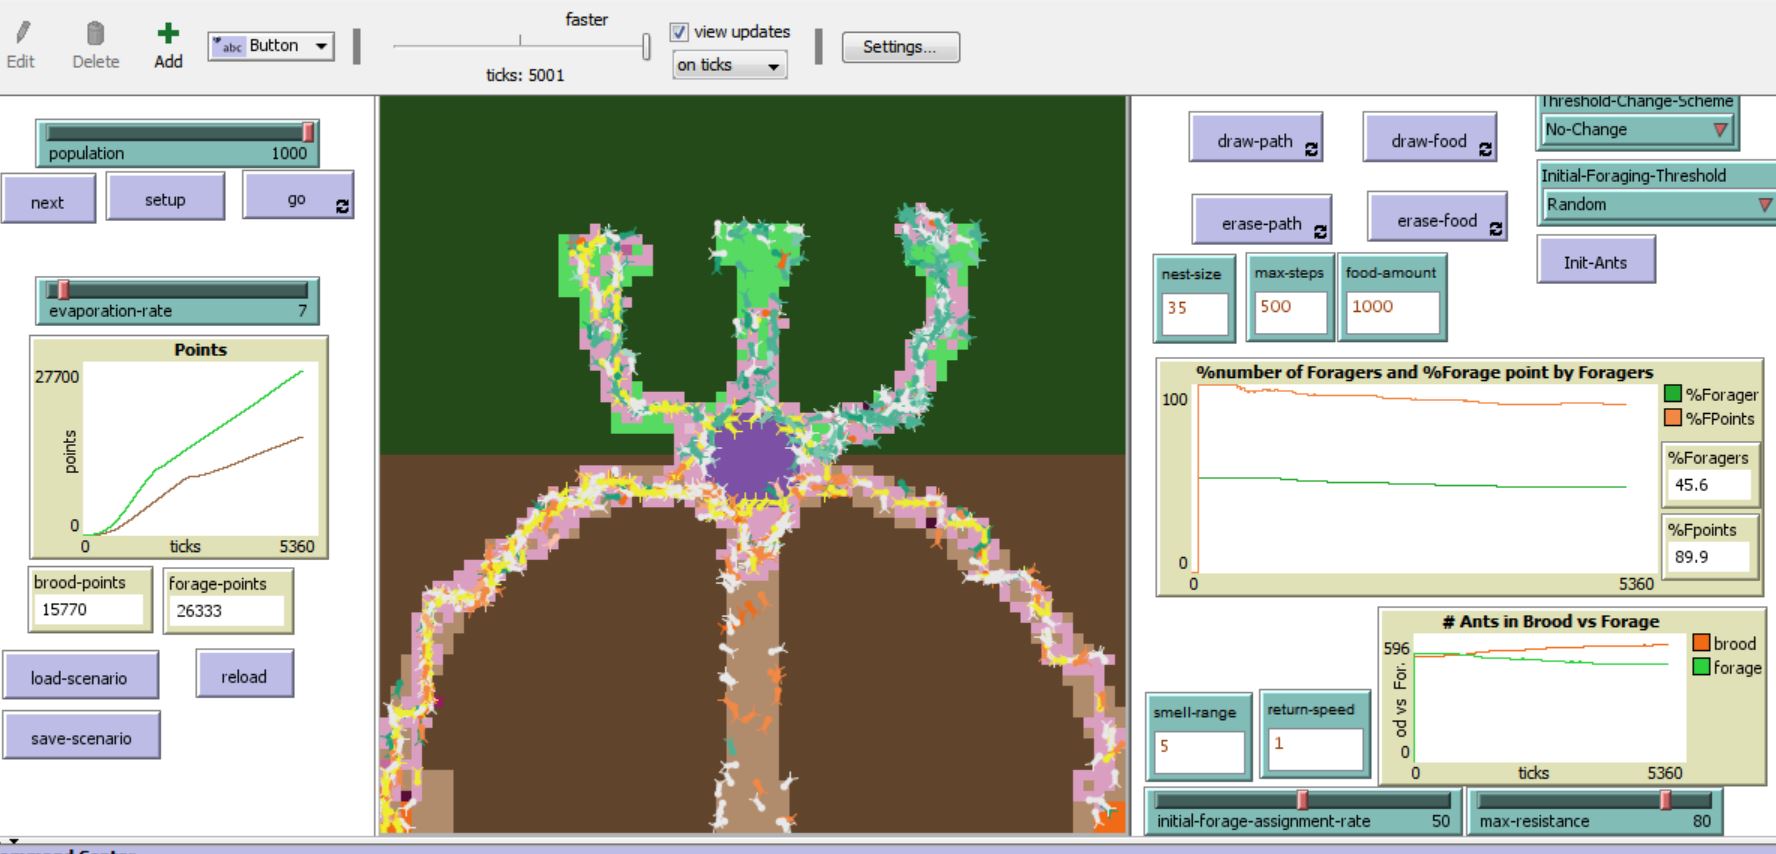 faster
view updates
Edit
Delete
Add
abc Button
on ticks
Settings...
ticks: 5001
population 1000
next
setup
go
evaporation-rate 7
Points
27700
points
0
0 ticks 5360
brood-points
15770
forage-points
26333
load-scenario
reload
save-scenario
draw-path
draw-food
Threshold-Change-Scheme
No-Change
Initial-Foraging-Threshold
Random
erase-path
erase-food
Init-Ants
nest-size
35
max-steps
500
food-amount
1000
%number of Foragers and %Forage point by Foragers
100
0
0 5360
%Forager
%FPoints
%Foragers
45.6
%Fpoints
89.9
# Ants in Brood vs Forage
596
od vs For.
0
0 ticks 5360
brood
forage
smell-range
5
return-speed
1
initial-forage-assignment-rate 50
max-resistance 80